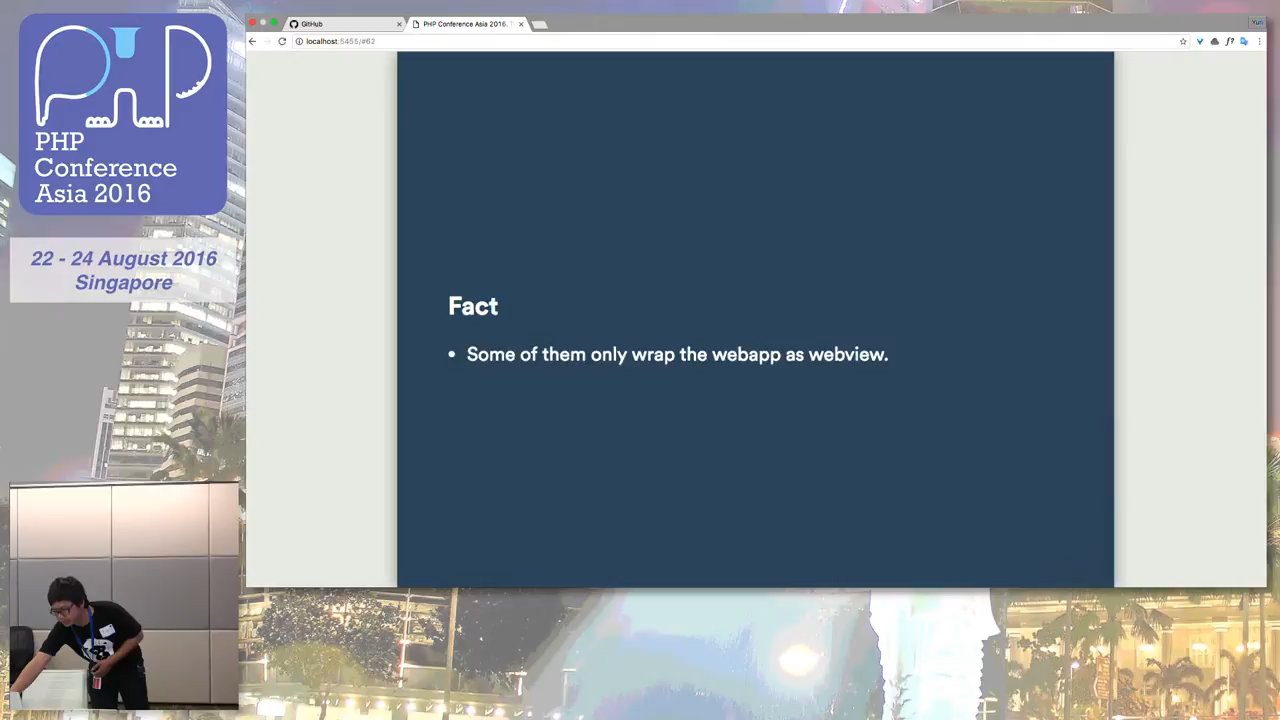 PHP
Conference
Asia 2016
22 - 24 August 2016
Singapore
GitHub
PHP Conference Asia 2016.
Yuri
localhost:5455/#62
Fact
• Some of them only wrap the webapp as webview.